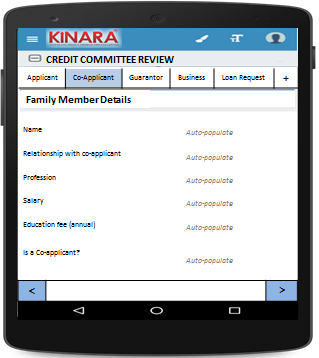 KINARA
CREDIT COMMITTEE REVIEW
Applicant Co-Applicant Guarantor Business Loan Request +
Family Member Details
Name Auto-populate
Relationship with co-applicant Auto-populate
Profession Auto-populate
Salary Auto-populate
Education fee (annual) Auto-populate
Is a Co-applicant? Auto-populate
< >